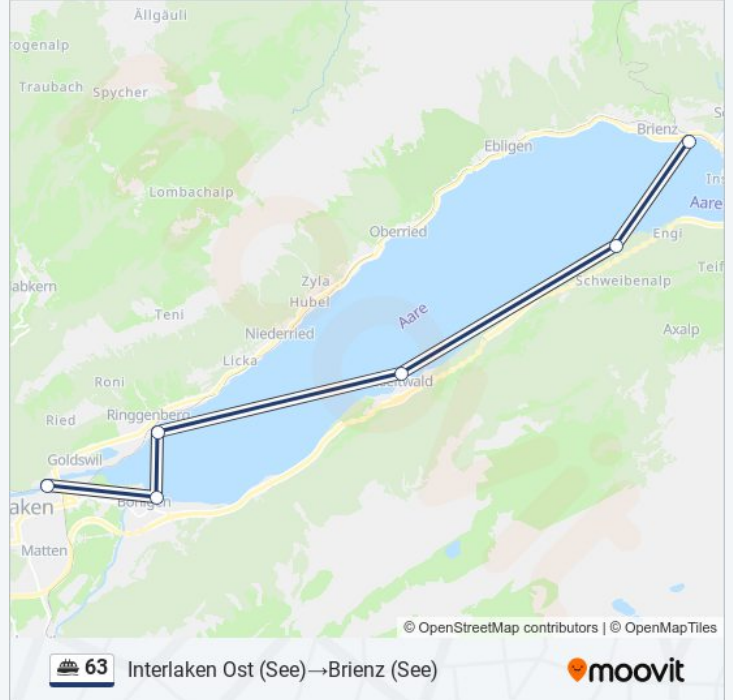 Ällgäuli
rogenalp
Traubach
Spycher
Brienz
Ebligen
Lombachalp
Aare
Oberried
Engi
abkern
Zyla
Hubel
Schweibenalp
Teif
Teni
Aare
Niederried
Axalp
Licka
Roni
Ringgenberg
Ried
Goldswil
aken
Bönigen
Matten
© OpenStreetMap contributors | © OpenMapTiles
63 Interlaken Ost (See)→Brienz (See)
moovit